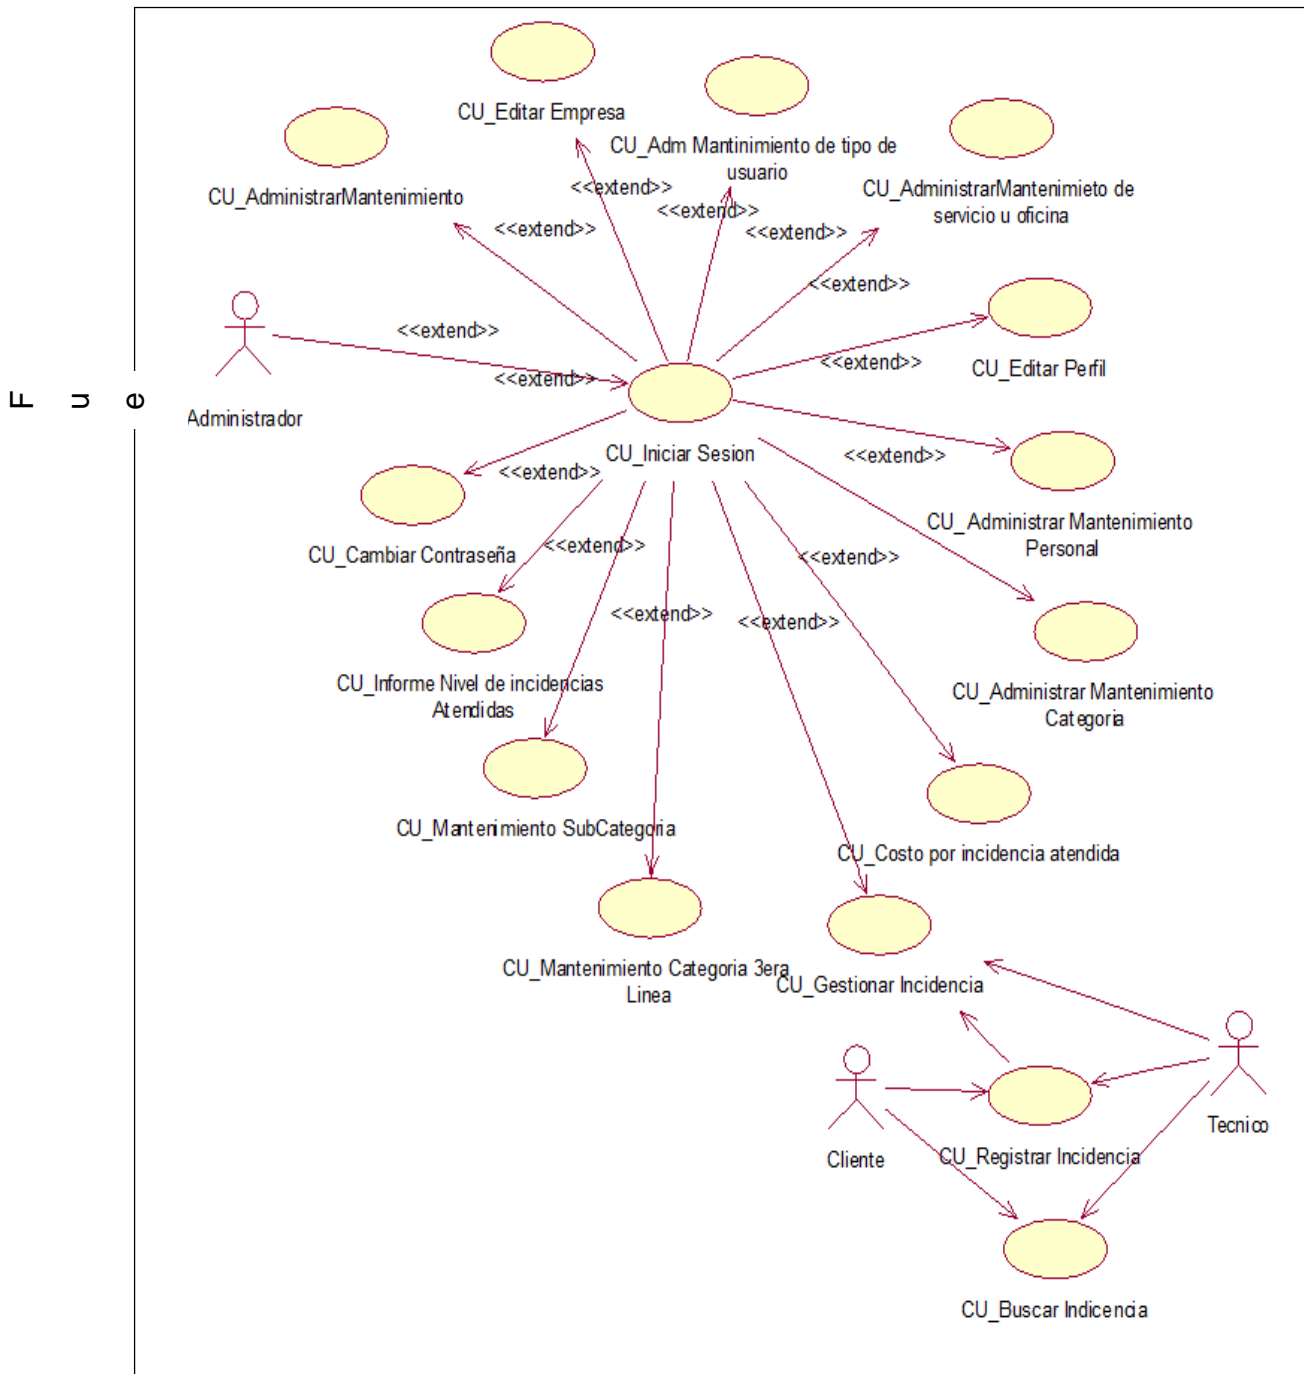 CU_Editar Empresa
CU_Adm Mantinimiento de tipo de
usuario
CU_AdministrarMantenimiento
CU_AdministrarMantenimieto de
servicio u oficina
<<extend>>
<<extend>>
<<extend>>
<<extend>>
<<extend>>
<<extend>>
<<extend>>
CU_Editar Perfil
<<extend>>
F u e
Administrador
CU_Iniciar Sesion
<<extend>>
<<extend>>
CU_Administrar Mantenimiento
Personal
CU_Cambiar Contraseña
<<extend>>
<<extend>>
<<extend>>
<<extend>>
CU_Informe Nivel de incidencias
Atendidas
CU_Administrar Mantenimiento
Categoria
CU_Mantenimiento SubCategoria
CU_Costo por incidencia atendida
CU_Mantenimiento Categoria 3era
Linea
CU_Gestionar Incidencia
Tecnico
Cliente
CU_Registrar Incidencia
CU_Buscar Indicencia